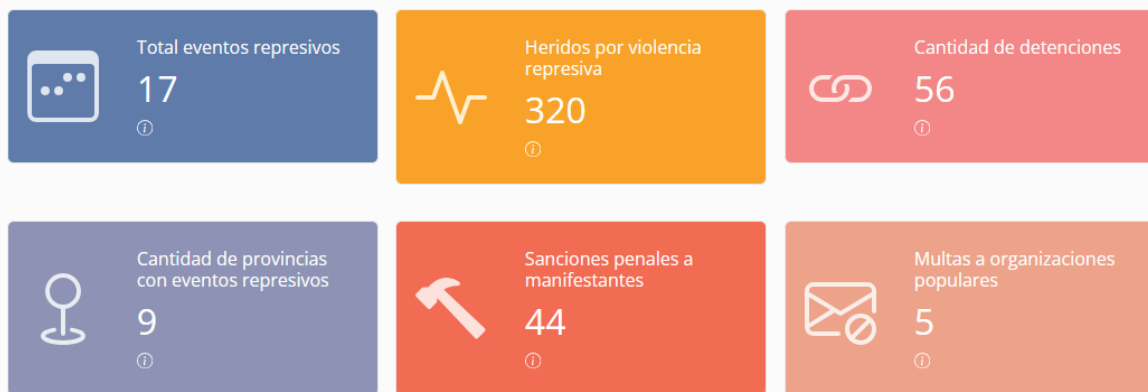 Total eventos represivos
17
Heridos por violencia
represiva
320
Cantidad de detenciones
56
Cantidad de provincias
con eventos represivos
9
Sanciones penales a
manifestantes
44
Multas a organizaciones
populares
5